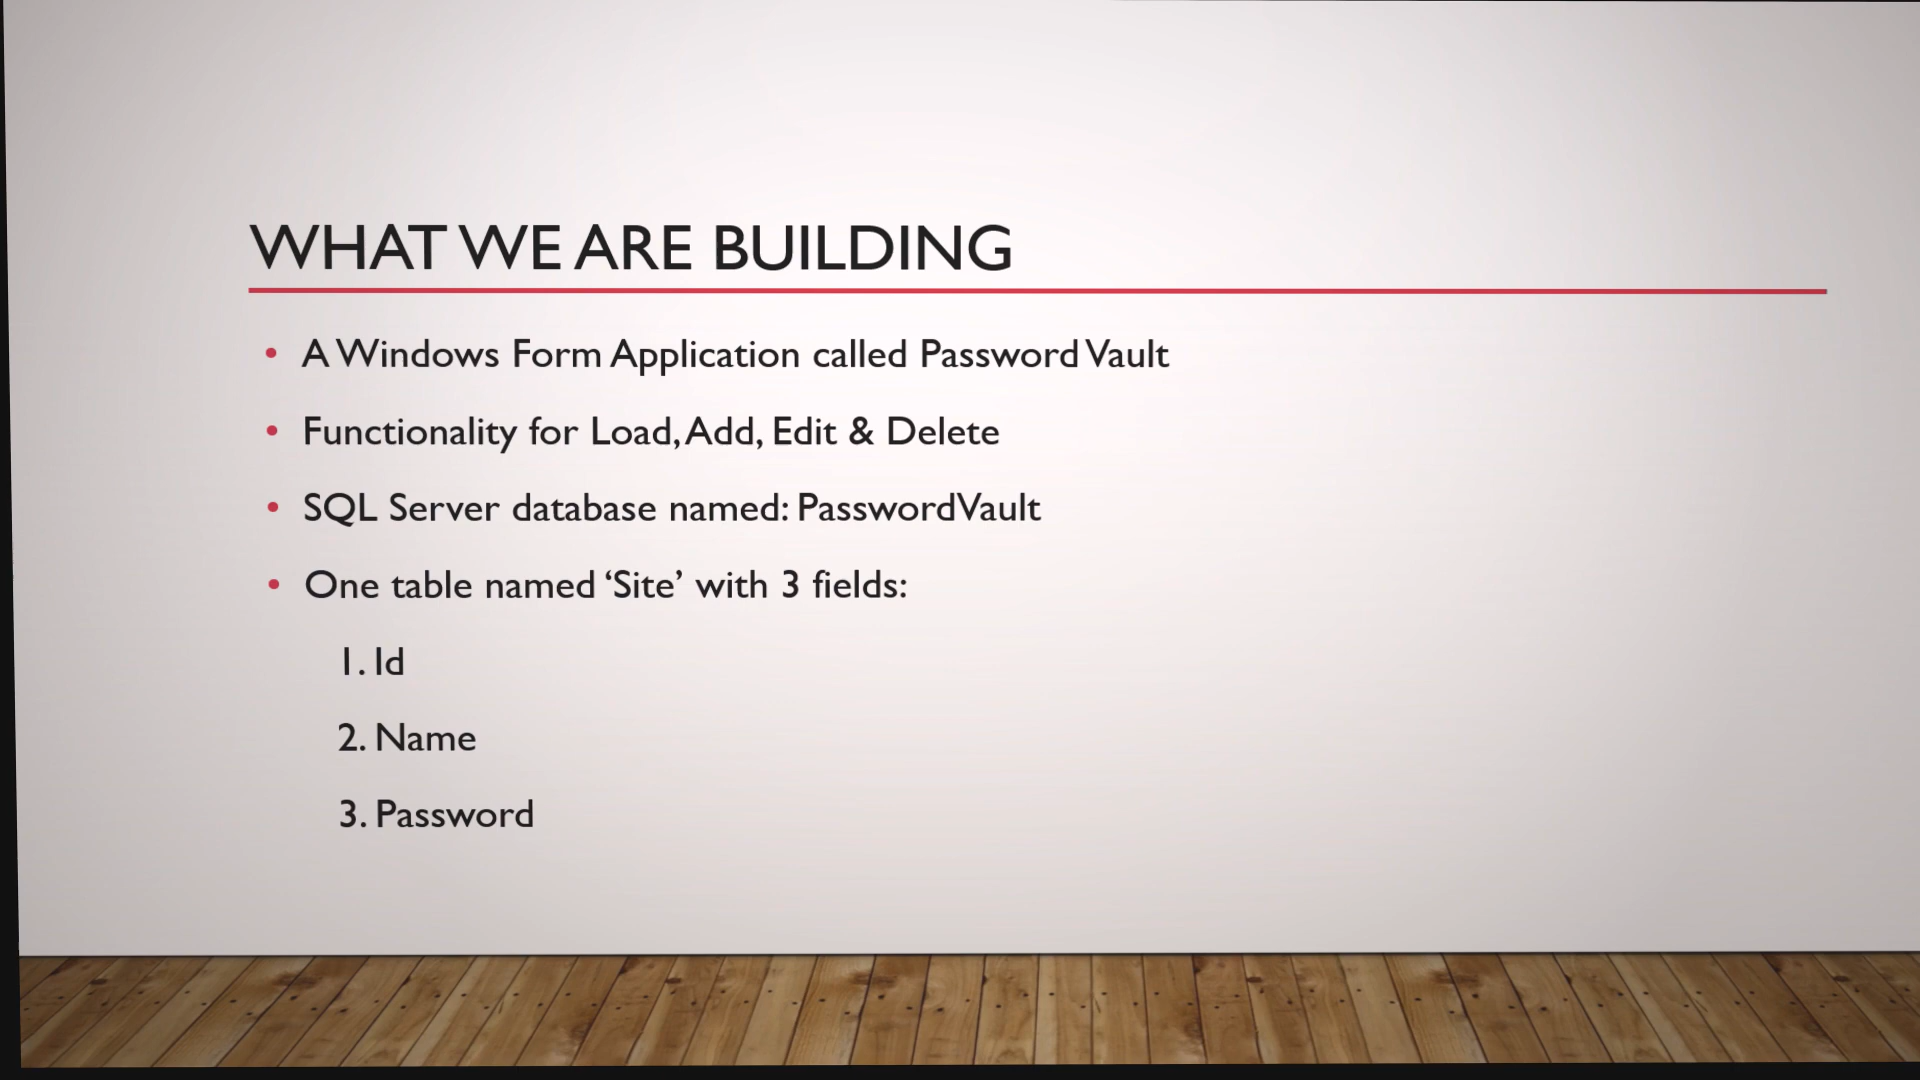 WHAT WE ARE BUILDING
• A Windows Form Application called Password Vault
• Functionality for Load, Add, Edit & Delete
• SQL Server database named: PasswordVault
• One table named ‘Site’ with 3 fields:
1. Id
2. Name
3. Password